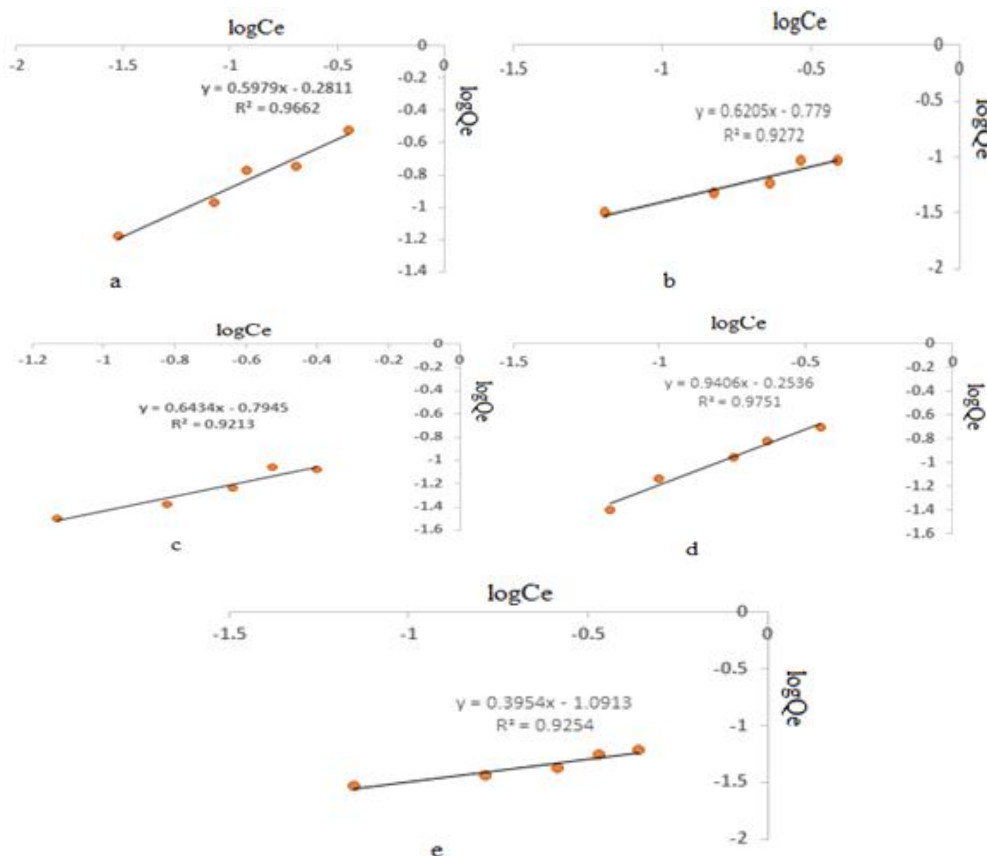 logCe
-2 -1.5 -1 -0.5 0
0
-0.2
-0.4
-0.6
-0.8
-1
-1.2
-1.4
logQe
y = 0.5979x - 0.2811
R² = 0.9662
a
logCe
-1.5 -1 -0.5 0
0
-0.5
-1
-1.5
-2
logQe
y = 0.6205x - 0.779
R² = 0.9272
b
logCe
-1.2 -1 -0.8 -0.6 -0.4 -0.2 0
0
-0.2
-0.4
-0.6
-0.8
-1
-1.2
-1.4
-1.6
logQe
y = 0.6434x - 0.7945
R² = 0.9213
c
logCe
-1.5 -1 -0.5 0
0
-0.2
-0.4
-0.6
-0.8
-1
-1.2
-1.4
-1.6
logQe
y = 0.9406x - 0.2536
R² = 0.9751
d
logCe
-1.5 -1 -0.5 0
0
-0.5
-1
-1.5
-2
logQe
y = 0.3954x - 1.0913
R² = 0.9254
e